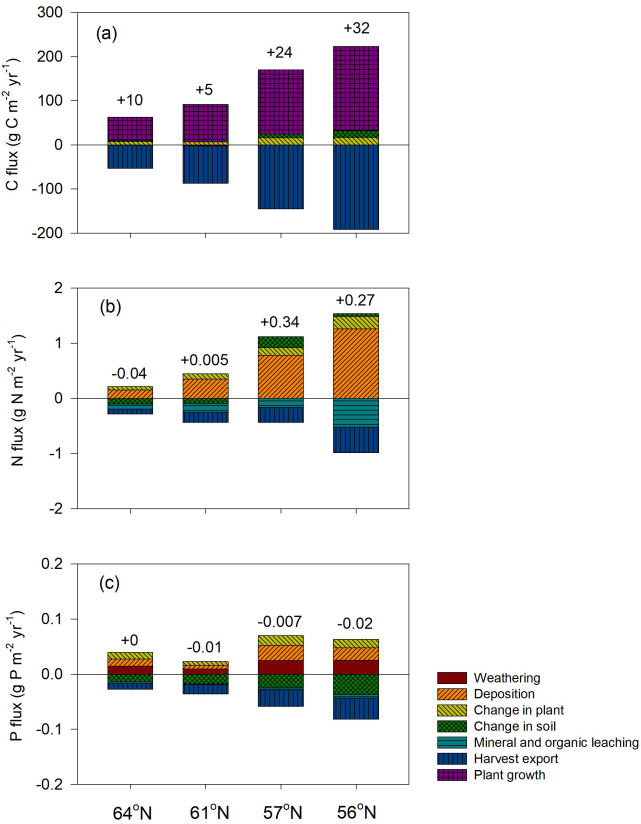 (a)
C flux (g C m⁻² yr⁻¹)
300
200
100
0
-100
-200
+10
+5
+24
+32
(b)
N flux (g N m⁻² yr⁻¹)
2
1
0
-1
-2
-0.04
+0.005
+0.34
+0.27
(c)
P flux (g P m⁻² yr⁻¹)
0.2
0.1
0.0
-0.1
-0.2
+0
-0.01
-0.007
-0.02
64°N
61°N
57°N
56°N
Weathering
Deposition
Change in plant
Change in soil
Mineral and organic leaching
Harvest export
Plant growth